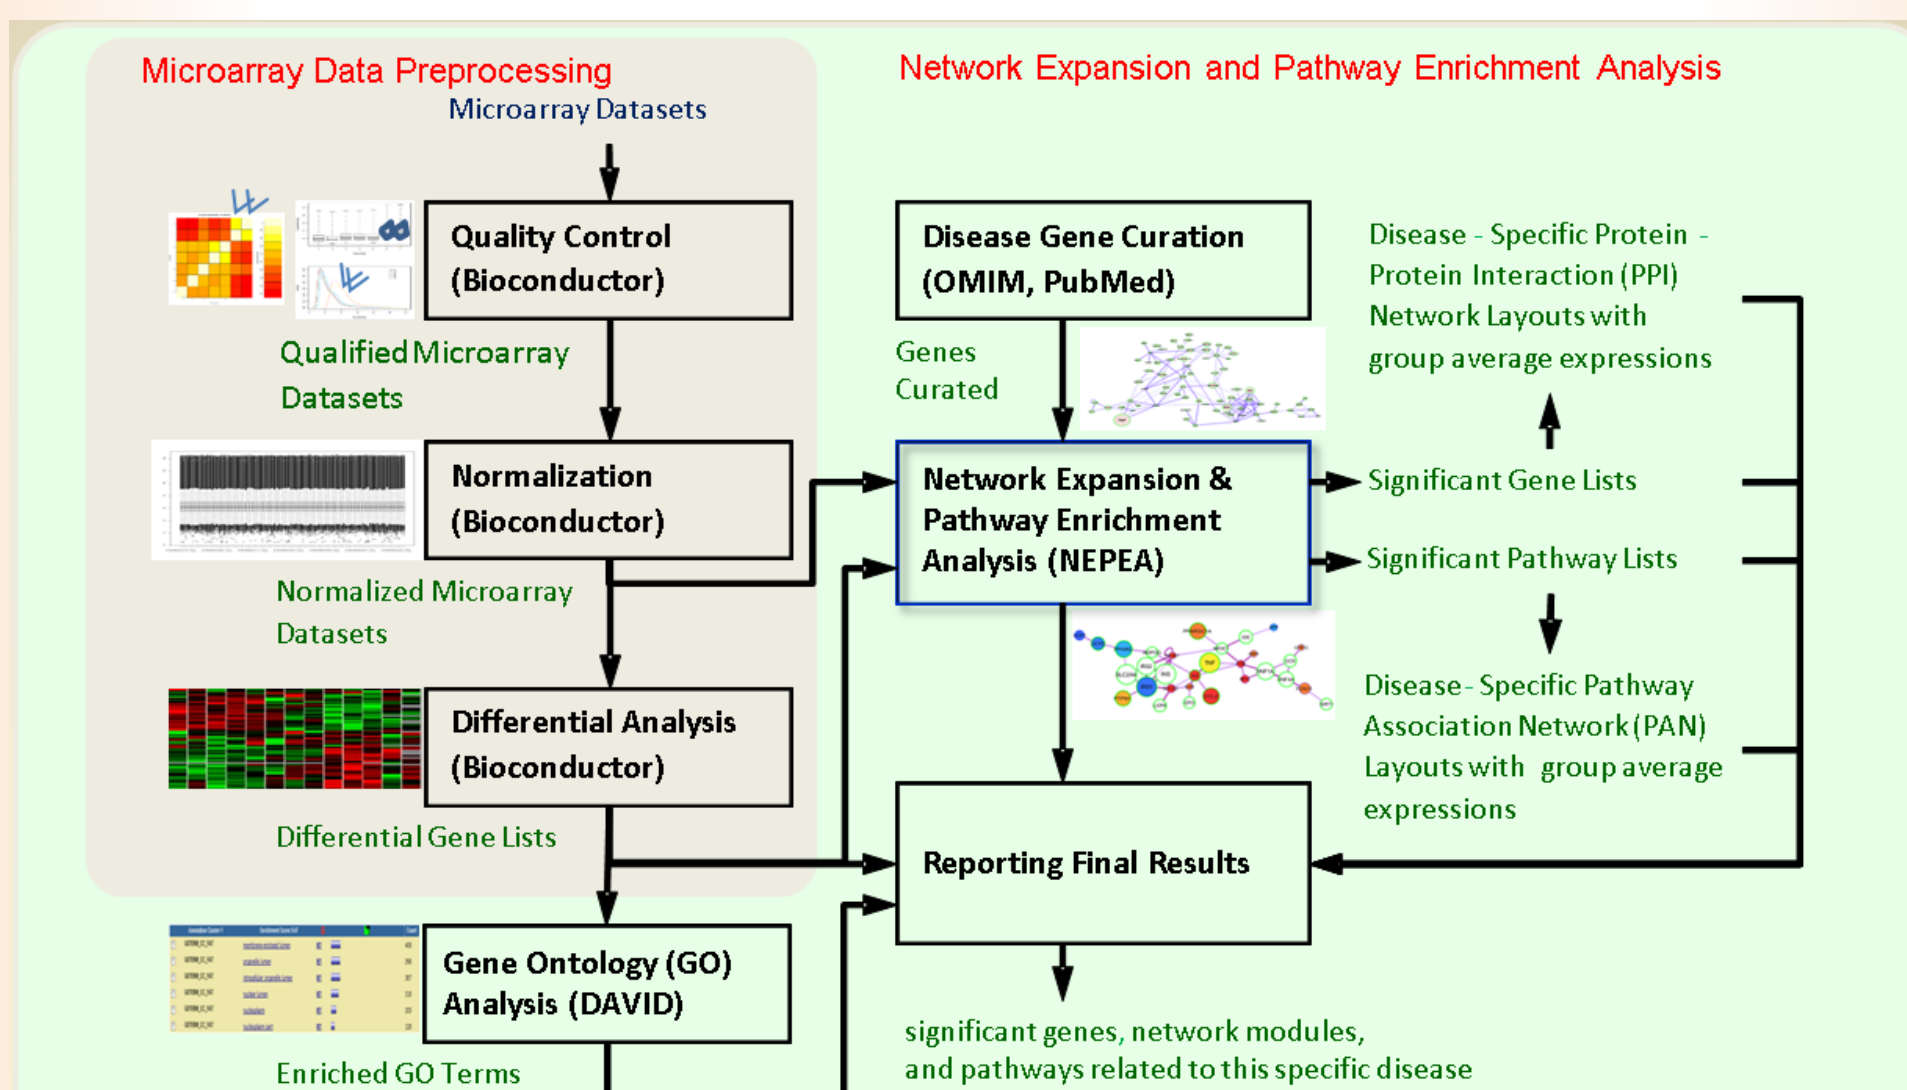 Microarray Data Preprocessing
Microarray Datasets
Quality Control
(Bioconductor)
Qualified Microarray
Datasets
Normalization
(Bioconductor)
Normalized Microarray
Datasets
Differential Analysis
(Bioconductor)
Differential Gene Lists
Gene Ontology (GO)
Analysis (DAVID)
Enriched GO Terms
Network Expansion and Pathway Enrichment Analysis
Disease Gene Curation
(OMIM, PubMed)
Genes
Curated
Network Expansion &
Pathway Enrichment
Analysis (NEPEA)
Reporting Final Results
significant genes, network modules,
and pathways related to this specific disease
Disease - Specific Protein -
Protein Interaction (PPI)
Network Layouts with
group average expressions
Significant Gene Lists
Significant Pathway Lists
Disease- Specific Pathway
Association Network (PAN)
Layouts with group average
expressions